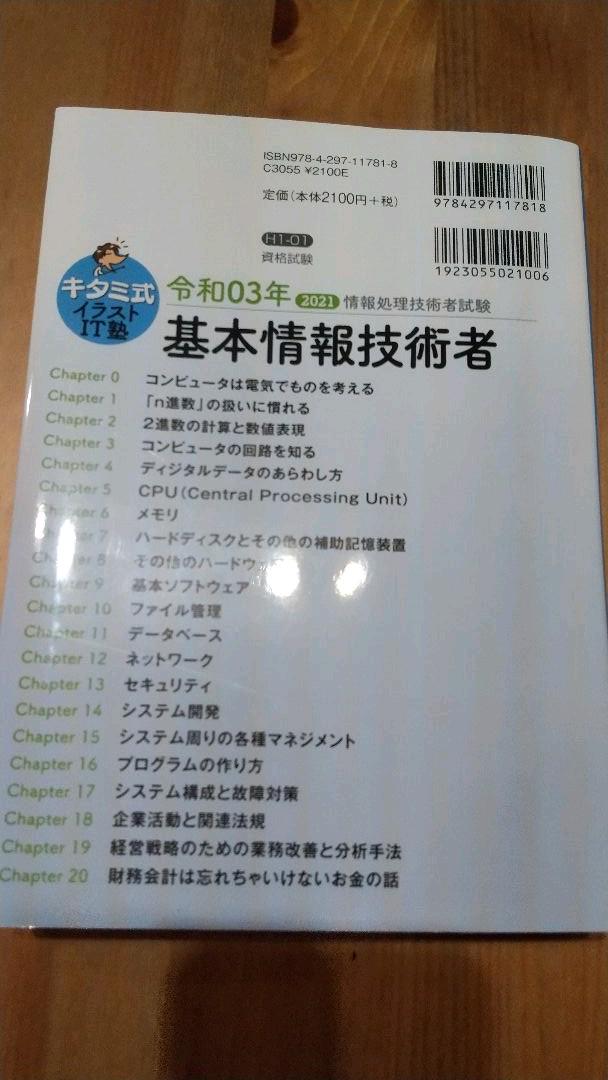 ISBN978-4-297-11781-8
C3055 ¥2100E
定価(本体2100円+税)
9784297117818
H1-01
資格試験
1923055021006
キタミ式
イラスト
IT塾
令和03年 2021 情報処理技術者試験
基本情報技術者
Chapter 0 コンピュータは電気でものを考える
Chapter 1 「n進数」の扱いに慣れる
Chapter 2 2進数の計算と数値表現
Chapter 3 コンピュータの回路を知る
Chapter 4 ディジタルデータのあらわし方
Chapter 5 CPU(Central Processing Unit)
Chapter 6 メモリ
Chapter 7 ハードディスクとその他の補助記憶装置
Chapter 8 その他のハードウェア
Chapter 9 基本ソフトウェア
Chapter 10 ファイル管理
Chapter 11 データベース
Chapter 12 ネットワーク
Chapter 13 セキュリティ
Chapter 14 システム開発
Chapter 15 システム周りの各種マネジメント
Chapter 16 プログラムの作り方
Chapter 17 システム構成と故障対策
Chapter 18 企業活動と関連法規
Chapter 19 経営戦略のための業務改善と分析手法
Chapter 20 財務会計は忘れちゃいけないお金の話